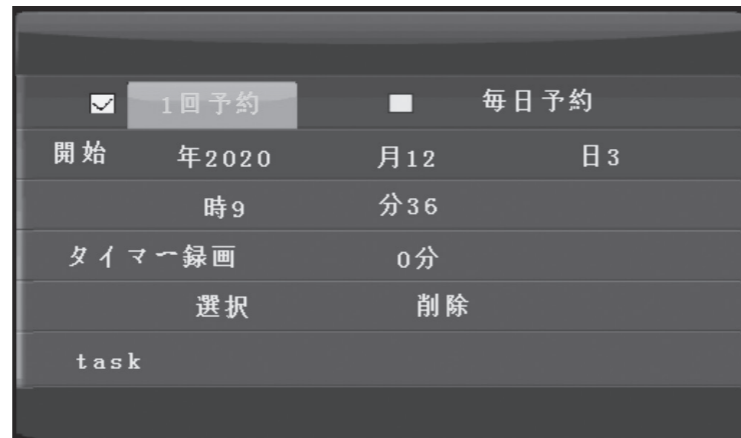 1回予約 毎日予約
開始 年2020 月12 日3
時9 分36
タイマー録画 0分
選択 削除
task